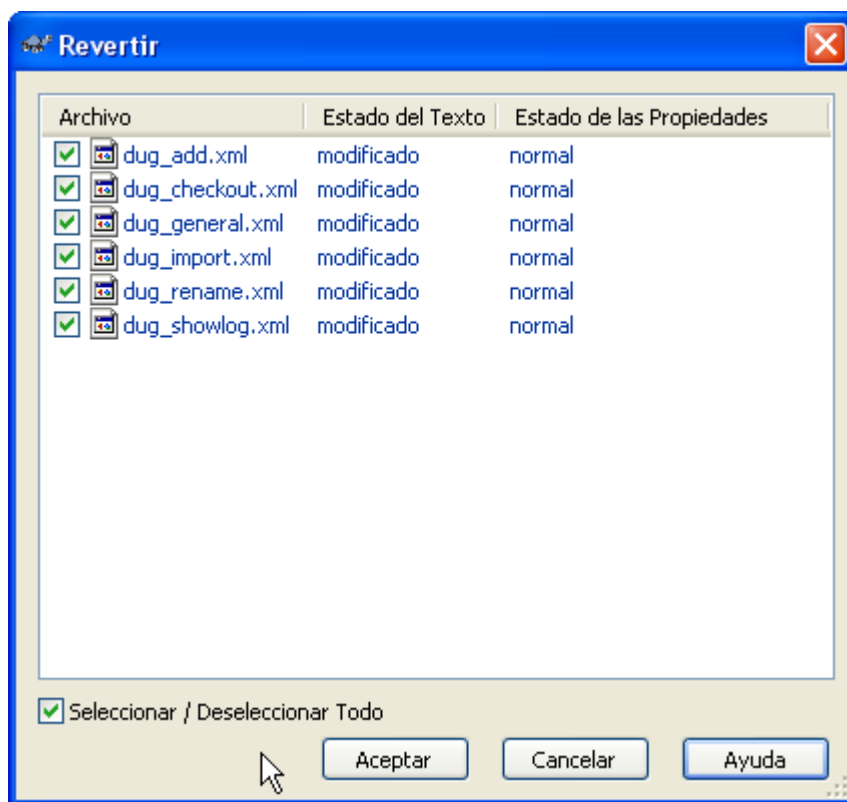 Revertir
Archivo Estado del Texto Estado de las Propiedades
dug_add.xml modificado normal
dug_checkout.xml modificado normal
dug_general.xml modificado normal
dug_import.xml modificado normal
dug_rename.xml modificado normal
dug_showlog.xml modificado normal
Seleccionar / Deseleccionar Todo
Aceptar Cancelar Ayuda